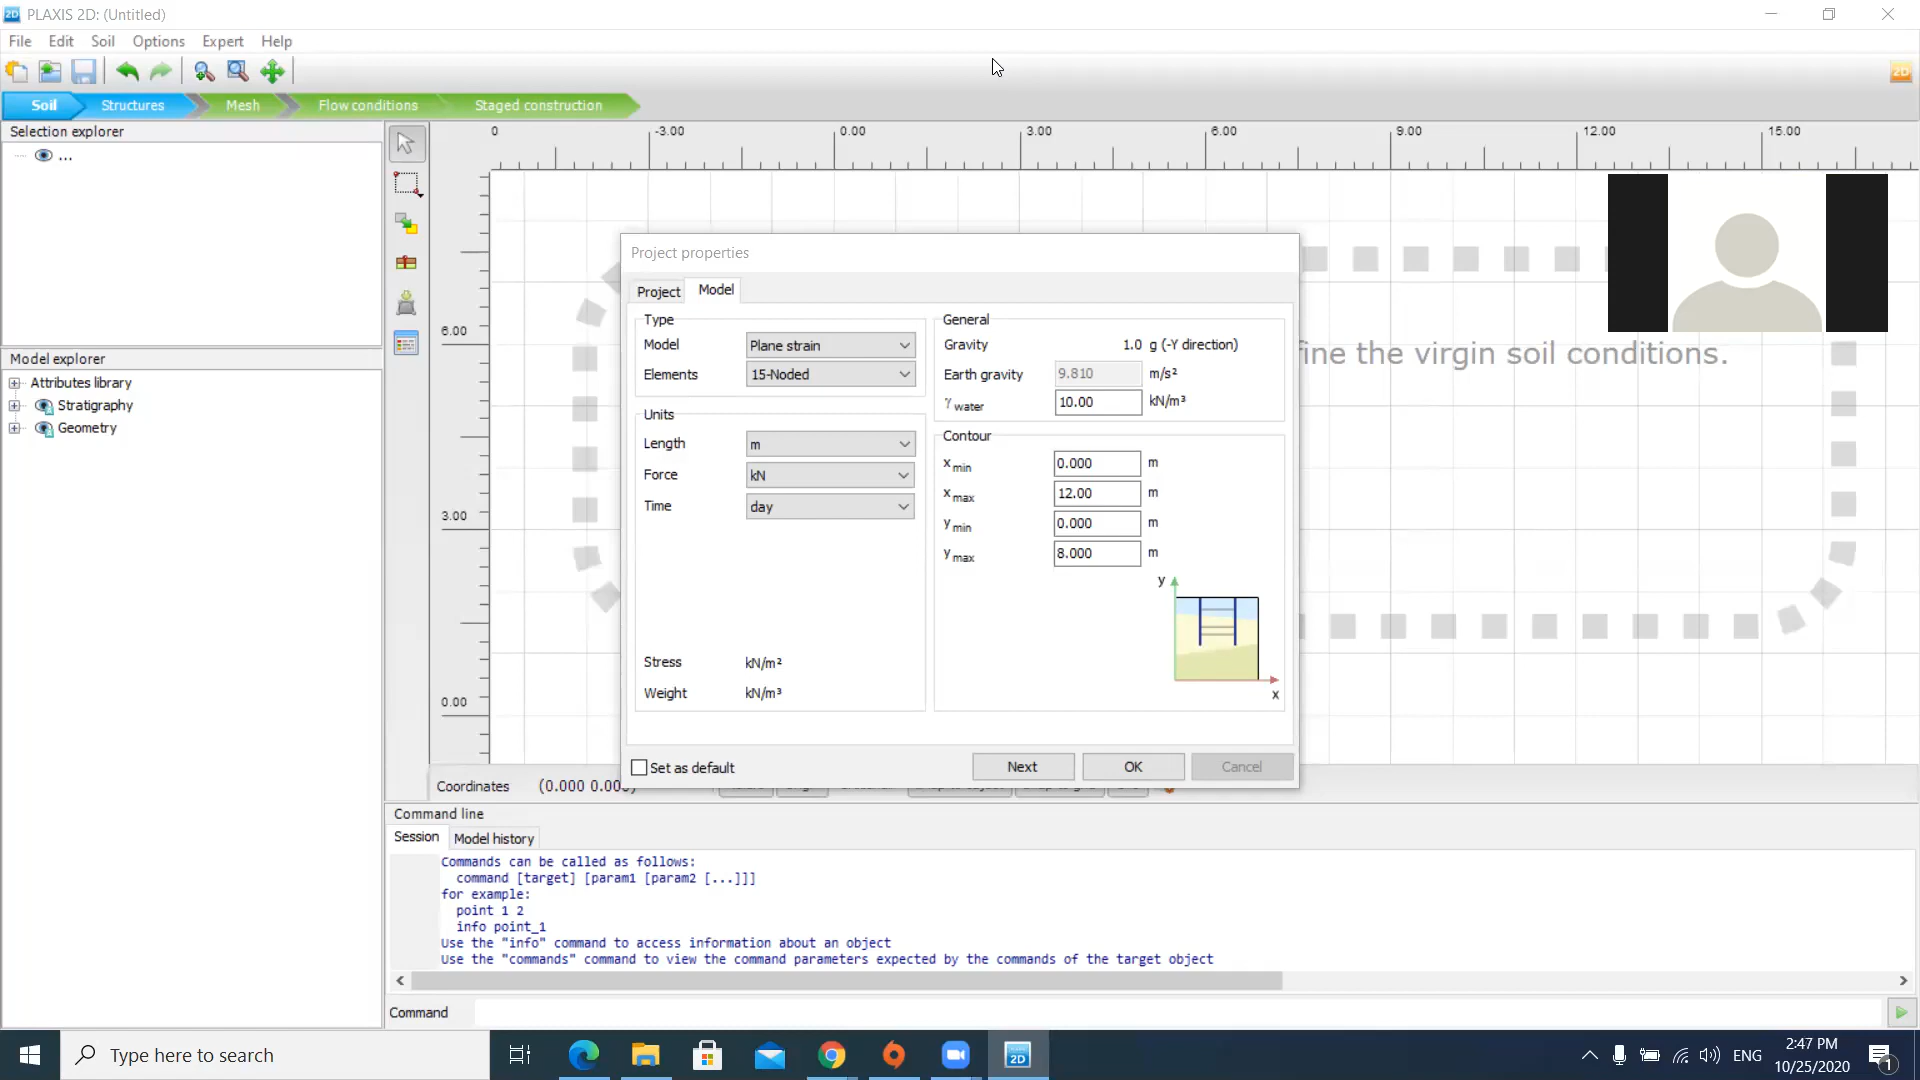 2D PLAXIS 2D: (Untitled)
File Edit Soil Options Expert Help
2D
Soil Structures Mesh Flow conditions Staged construction
Selection explorer
...
0 -3.00 0.00 3.00 6.00 9.00 12.00 15.00
6.00
3.00
0.00
fine the virgin soil conditions.
Model explorer
Attributes library
Stratigraphy
Geometry
Project properties
Project Model
Type
Model Plane strain
Elements 15-Noded
Units
Length m
Force kN
Time day
Stress kN/m²
Weight kN/m³
General
Gravity 1.0 g (-Y direction)
Earth gravity 9.810 m/s²
γ water 10.00 kN/m³
Contour
x min 0.000 m
x max 12.00 m
y min 0.000 m
y max 8.000 m
y
x
Set as default Next OK Cancel
Coordinates (0.000 0.000)
Command line
Session Model history
Commands can be called as follows:
command [target] [param1 [param2 [...]]]
for example:
point 1 2
info point_1
Use the "info" command to access information about an object
Use the "commands" command to view the command parameters expected by the commands of the target object
Command
Type here to search
2D
ENG
2:47 PM
10/25/2020
1